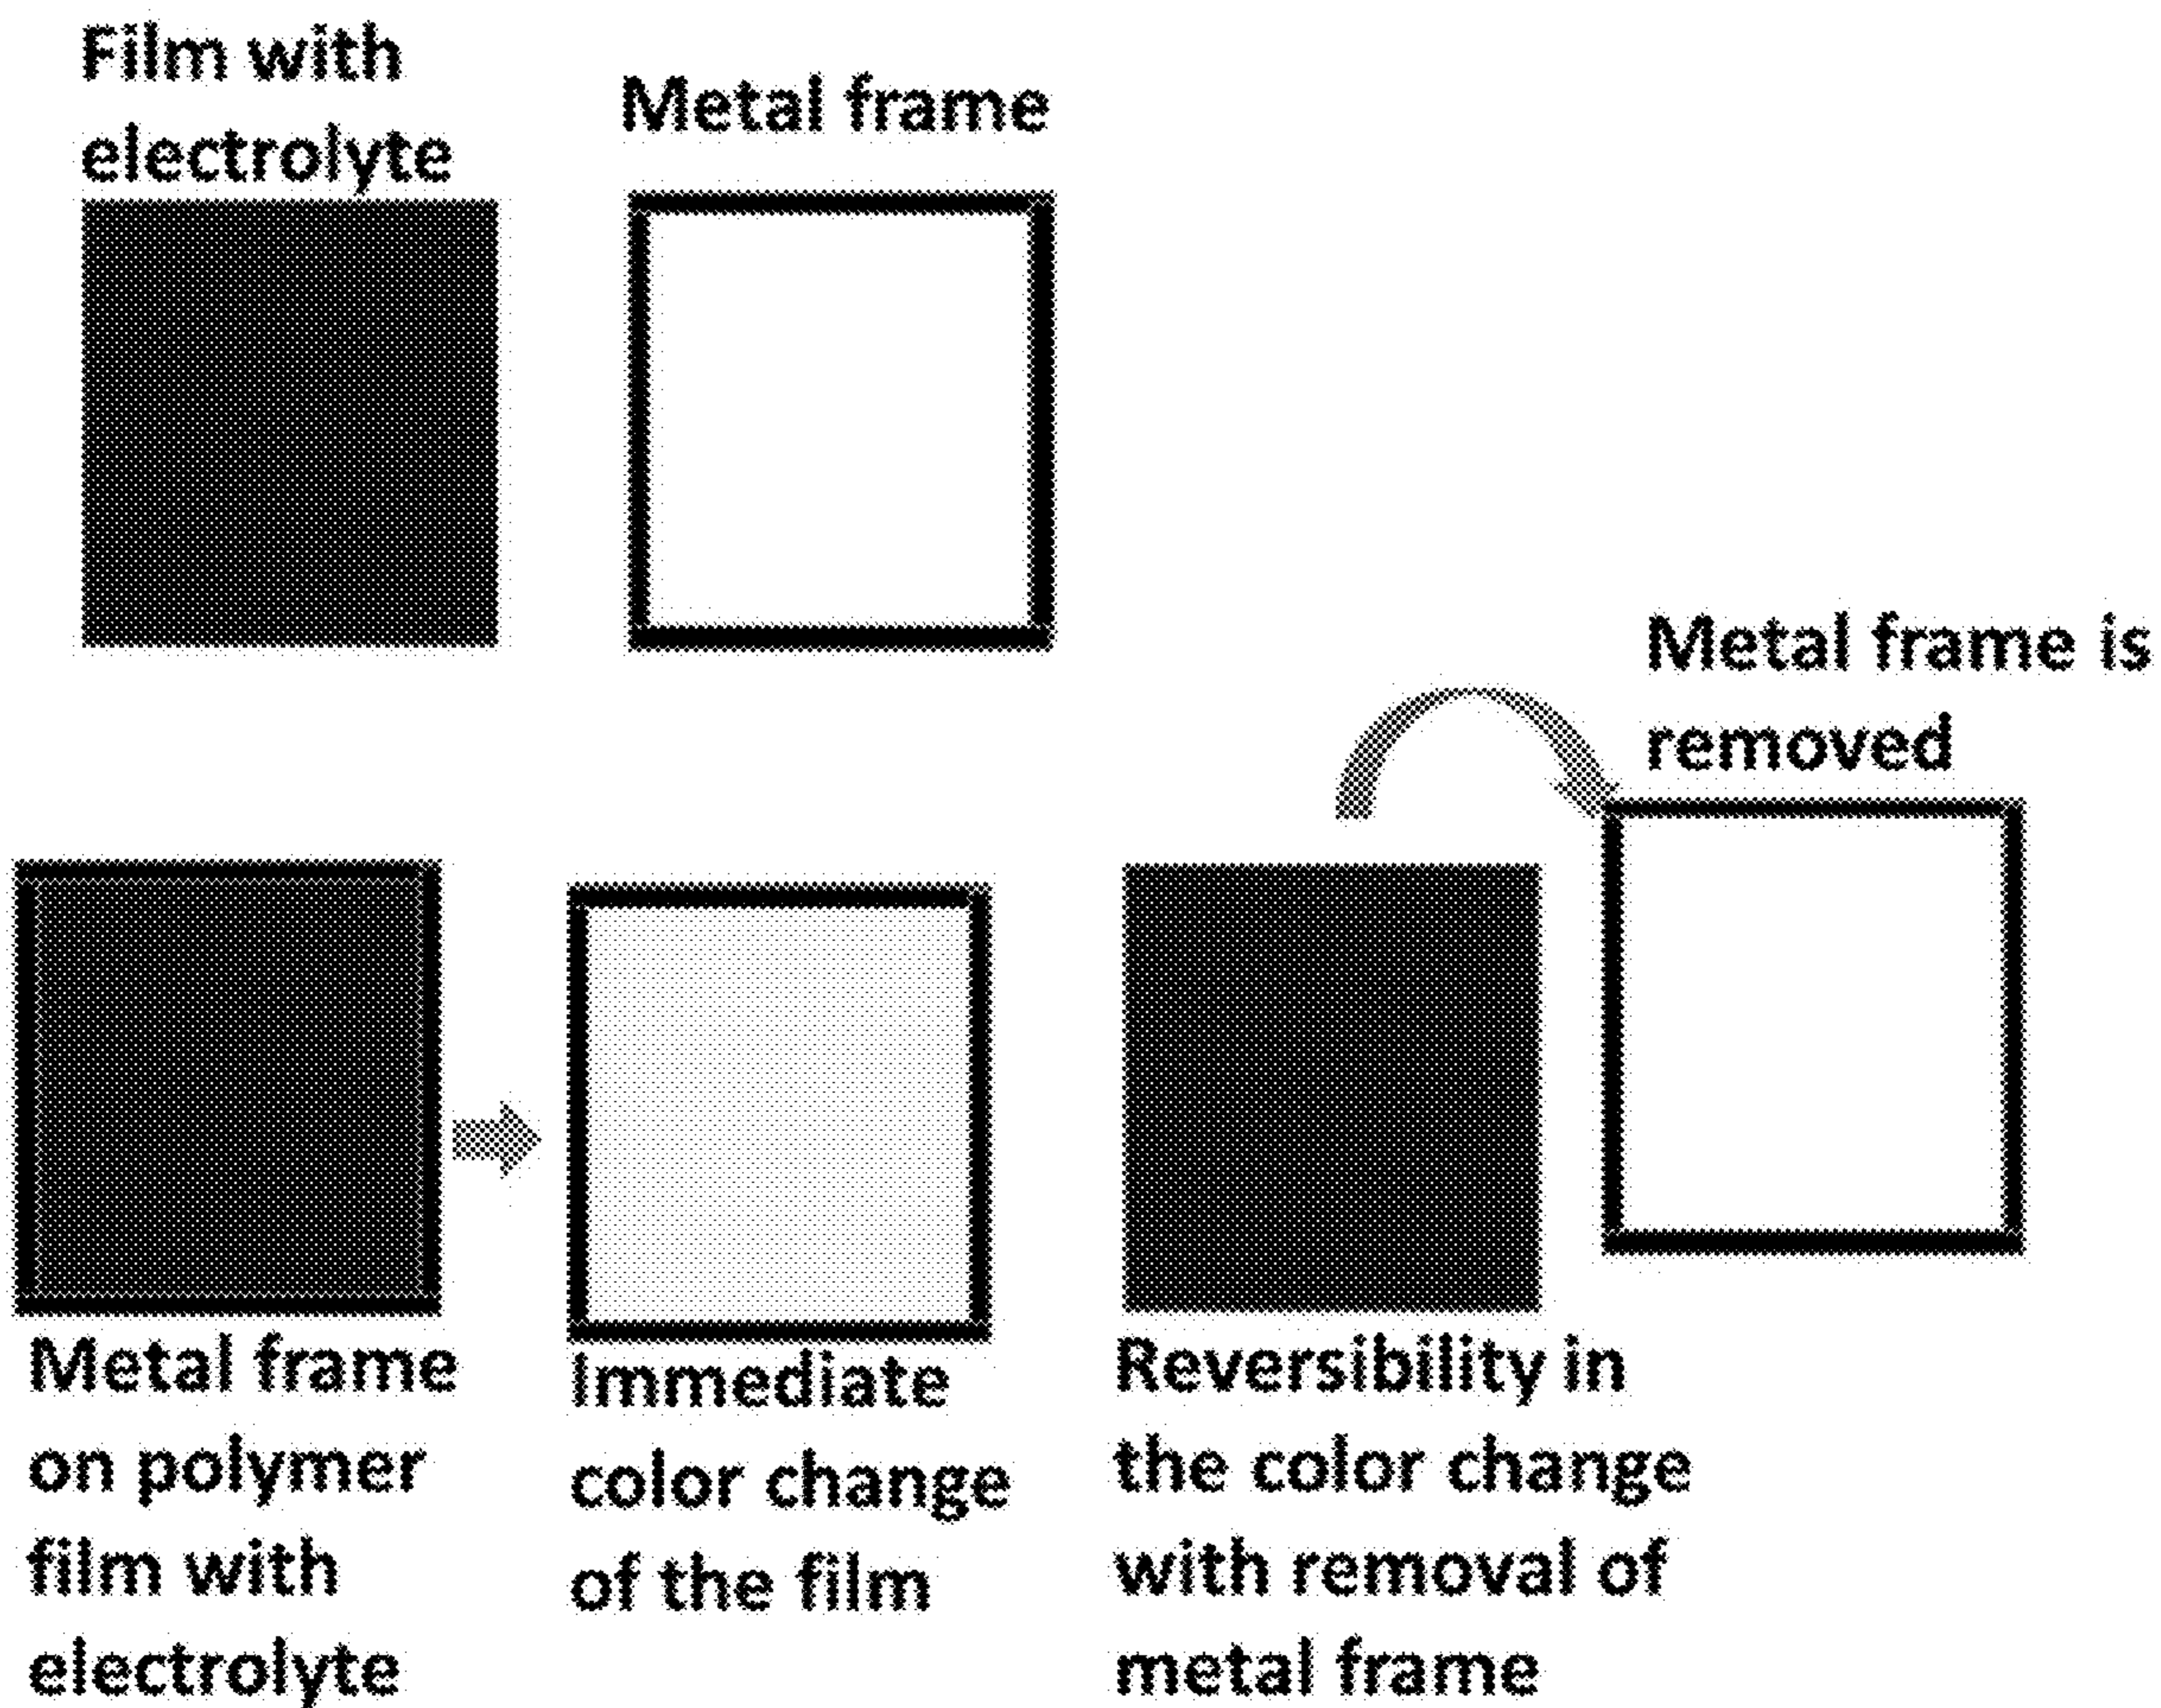 Film with
electrolyte
Metal frame
Metal frame is
removed
Metal frame
on polymer
film with
electrolyte
Immediate
color change
of the film
Reversibility in
the color change
with removal of
metal frame